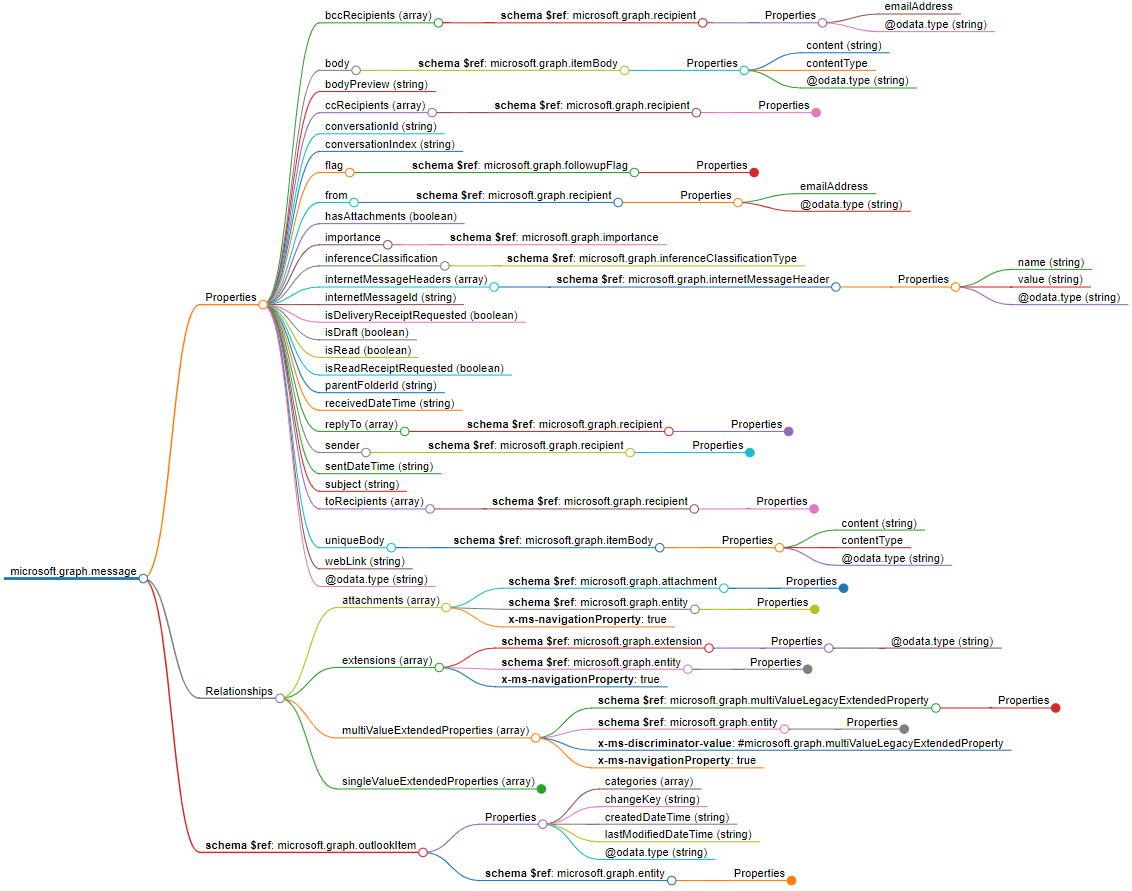 microsoft.graph.message
Properties
bccRecipients (array)
schema $ref: microsoft.graph.recipient
Properties
emailAddress
@odata.type (string)
body
schema $ref: microsoft.graph.itemBody
Properties
content (string)
contentType
@odata.type (string)
bodyPreview (string)
ccRecipients (array)
schema $ref: microsoft.graph.recipient
Properties
conversationId (string)
conversationIndex (string)
flag
schema $ref: microsoft.graph.followupFlag
Properties
from
schema $ref: microsoft.graph.recipient
Properties
emailAddress
@odata.type (string)
hasAttachments (boolean)
importance
schema $ref: microsoft.graph.importance
inferenceClassification
schema $ref: microsoft.graph.inferenceClassificationType
internetMessageHeaders (array)
schema $ref: microsoft.graph.internetMessageHeader
Properties
name (string)
value (string)
@odata.type (string)
internetMessageId (string)
isDeliveryReceiptRequested (boolean)
isDraft (boolean)
isRead (boolean)
isReadReceiptRequested (boolean)
parentFolderId (string)
receivedDateTime (string)
replyTo (array)
schema $ref: microsoft.graph.recipient
Properties
sender
schema $ref: microsoft.graph.recipient
Properties
sentDateTime (string)
subject (string)
toRecipients (array)
schema $ref: microsoft.graph.recipient
Properties
uniqueBody
schema $ref: microsoft.graph.itemBody
Properties
content (string)
contentType
@odata.type (string)
webLink (string)
@odata.type (string)
Relationships
attachments (array)
schema $ref: microsoft.graph.attachment
Properties
schema $ref: microsoft.graph.entity
Properties
x-ms-navigationProperty: true
extensions (array)
schema $ref: microsoft.graph.extension
Properties
@odata.type (string)
schema $ref: microsoft.graph.entity
Properties
x-ms-navigationProperty: true
multiValueExtendedProperties (array)
schema $ref: microsoft.graph.multiValueLegacyExtendedProperty
Properties
schema $ref: microsoft.graph.entity
Properties
x-ms-discriminator-value: #microsoft.graph.multiValueLegacyExtendedProperty
x-ms-navigationProperty: true
singleValueExtendedProperties (array)
schema $ref: microsoft.graph.outlookItem
Properties
categories (array)
changeKey (string)
createdDateTime (string)
lastModifiedDateTime (string)
@odata.type (string)
schema $ref: microsoft.graph.entity
Properties